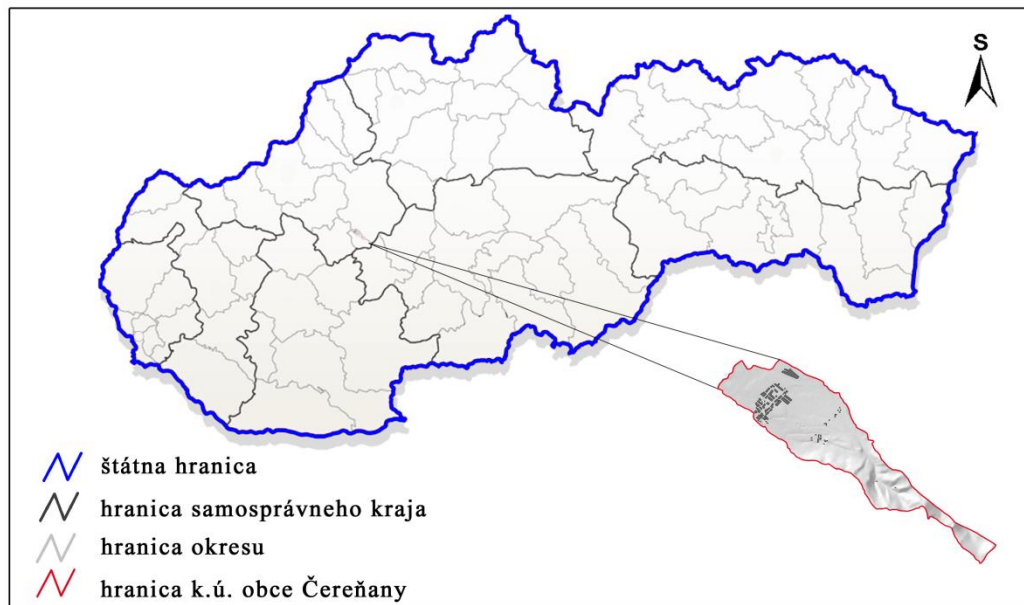 S
štátna hranica
hranica samosprávneho kraja
hranica okresu
hranica k.ú. obce Čereňany